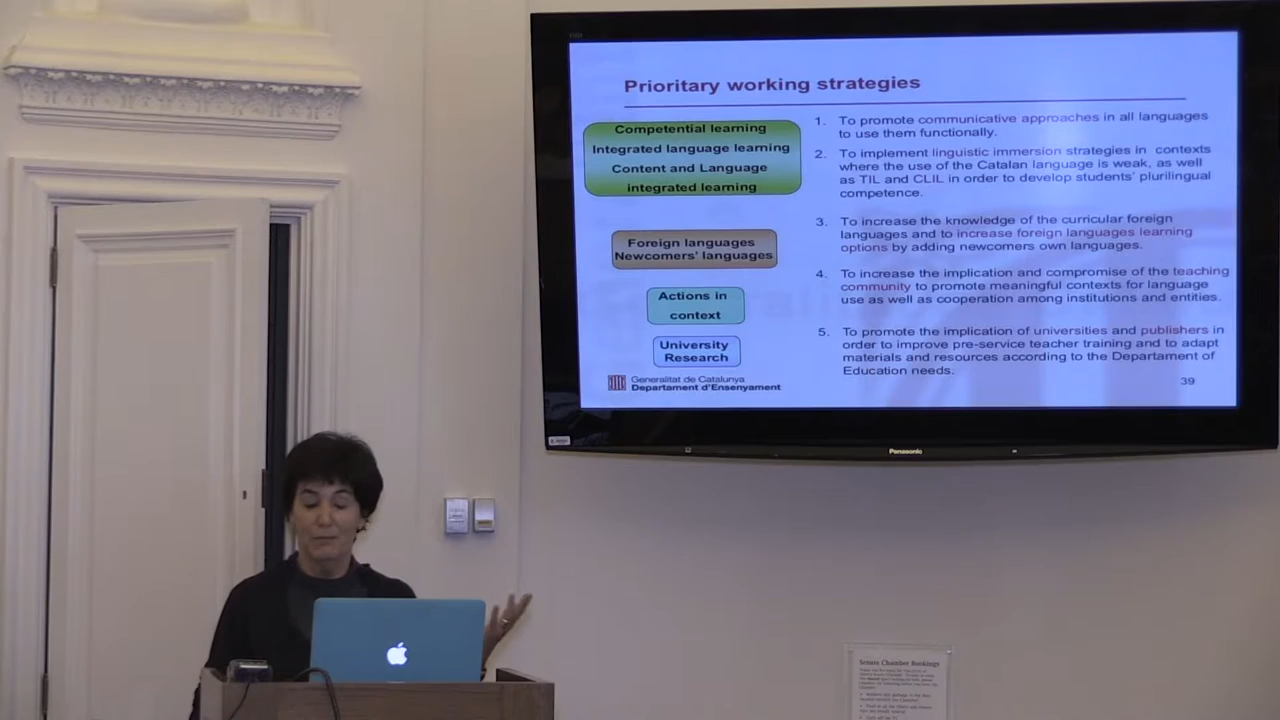 Prioritary working strategies
Competential learning
Integrated language learning
Content and Language
integrated learning
1. To promote communicative approaches in all languages
to use them functionally.
2. To implement linguistic immersion strategies in contexts
where the use of the Catalan language is weak, as well
as TIL and CLIL in order to develop students' plurilingual
competence.
Foreign languages
Newcomers' languages
3. To increase the knowledge of the curricular foreign
languages and to increase foreign languages learning
options by adding newcomers own languages.
Actions in
context
4. To increase the implication and compromise of the teaching
community to promote meaningful contexts for language
use as well as cooperation among institutions and entities.
University
Research
5. To promote the implication of universities and publishers in
order to improve pre-service teacher training and to adapt
materials and resources according to the Departament of
Education needs.
Generalitat de Catalunya
Departament d'Ensenyament
39
Panasonic
Senate Chamber Bookings